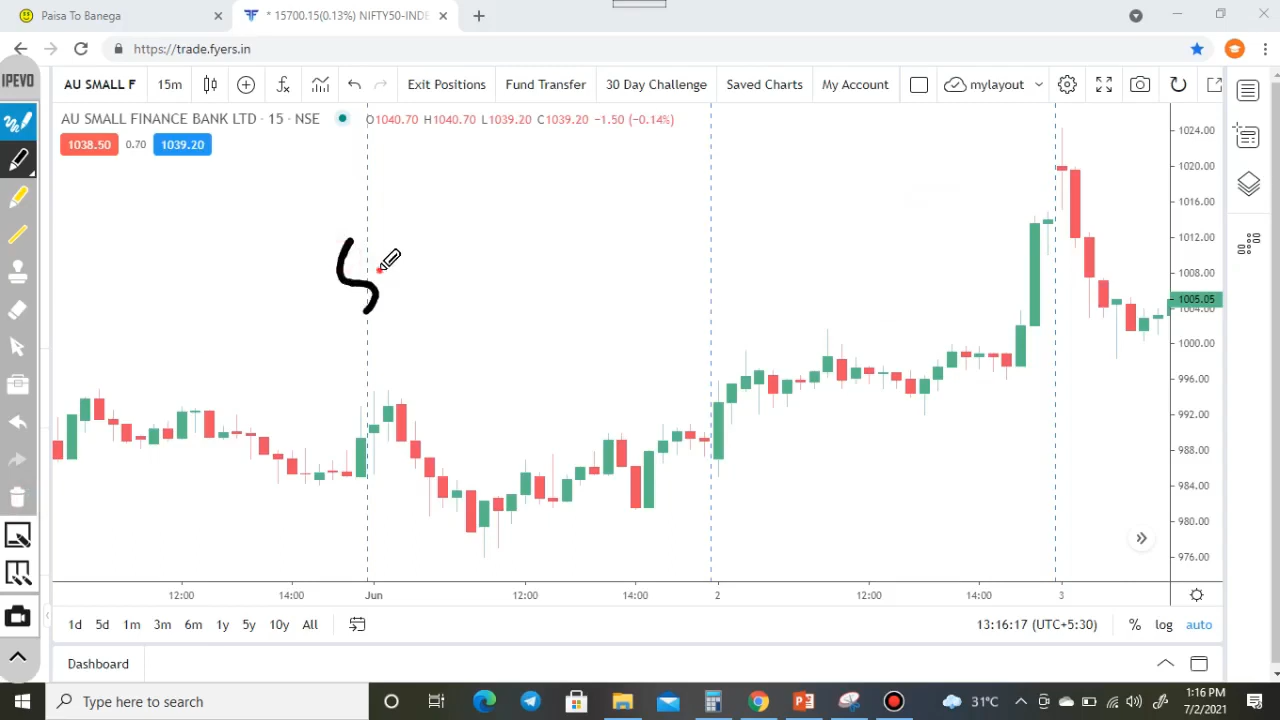 Paisa To Banega
* 15700.15(0.13%) NIFTY50-INDE
https://trade.fyers.in
IPEVO
AU SMALL F 15m Exit Positions Fund Transfer 30 Day Challenge Saved Charts My Account mylayout
AU SMALL FINANCE BANK LTD · 15 · NSE O1040.70 H1040.70 L1039.20 C1039.20 −1.50 (−0.14%)
1038.50 0.70 1039.20
1024.00
1020.00
1016.00
1012.00
1008.00
1005.05
1004.00
1000.00
996.00
992.00
988.00
984.00
980.00
976.00
12:00 14:00 Jun 12:00 14:00 2 12:00 14:00 3
1d 5d 1m 3m 6m 1y 5y 10y All 13:16:17 (UTC+5:30) % log auto
Dashboard
Type here to search 31°C 1:16 PM
7/2/2021